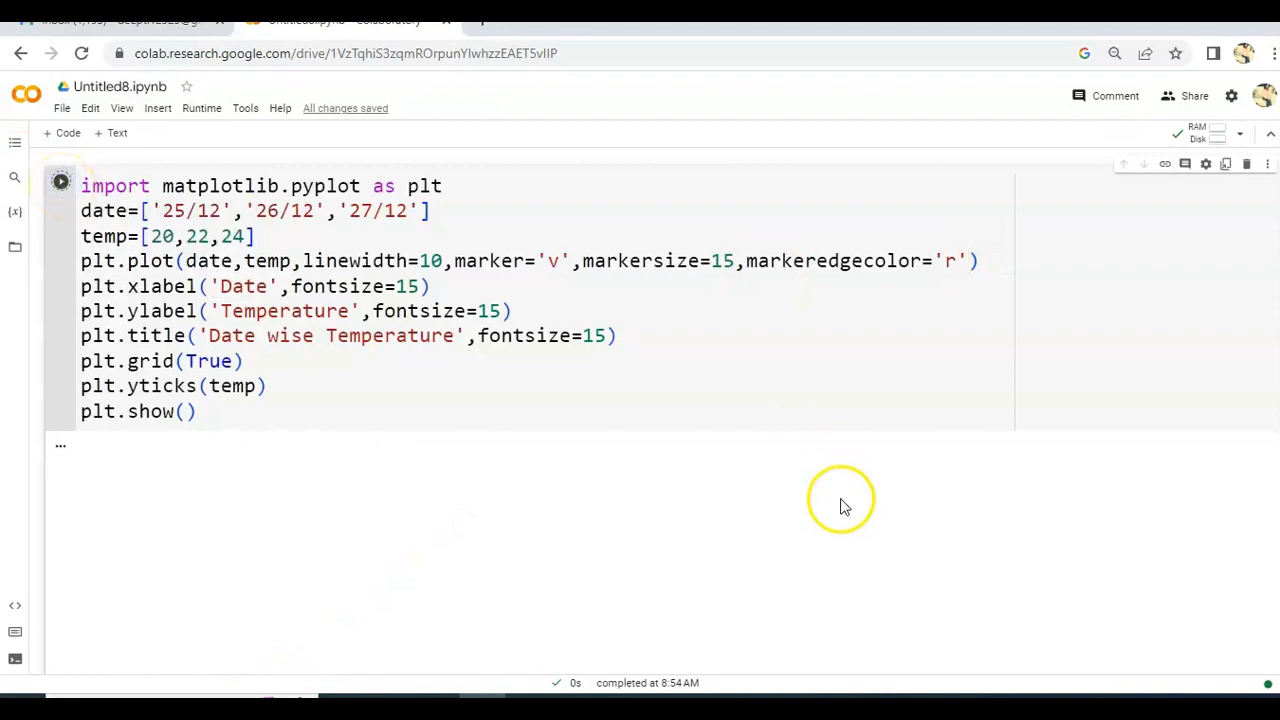 colab.research.google.com/drive/1VzTqhiS3zqmROrpunYlwhzzEAET5vIIP
Untitled8.ipynb
File Edit View Insert Runtime Tools Help All changes saved
Comment Share
+ Code + Text
RAM
Disk
import matplotlib.pyplot as plt
date=['25/12','26/12','27/12']
temp=[20,22,24]
plt.plot(date,temp,linewidth=10,marker='v',markersize=15,markeredgecolor='r')
plt.xlabel('Date',fontsize=15)
plt.ylabel('Temperature',fontsize=15)
plt.title('Date wise Temperature',fontsize=15)
plt.grid(True)
plt.yticks(temp)
plt.show()
...
0s completed at 8:54AM